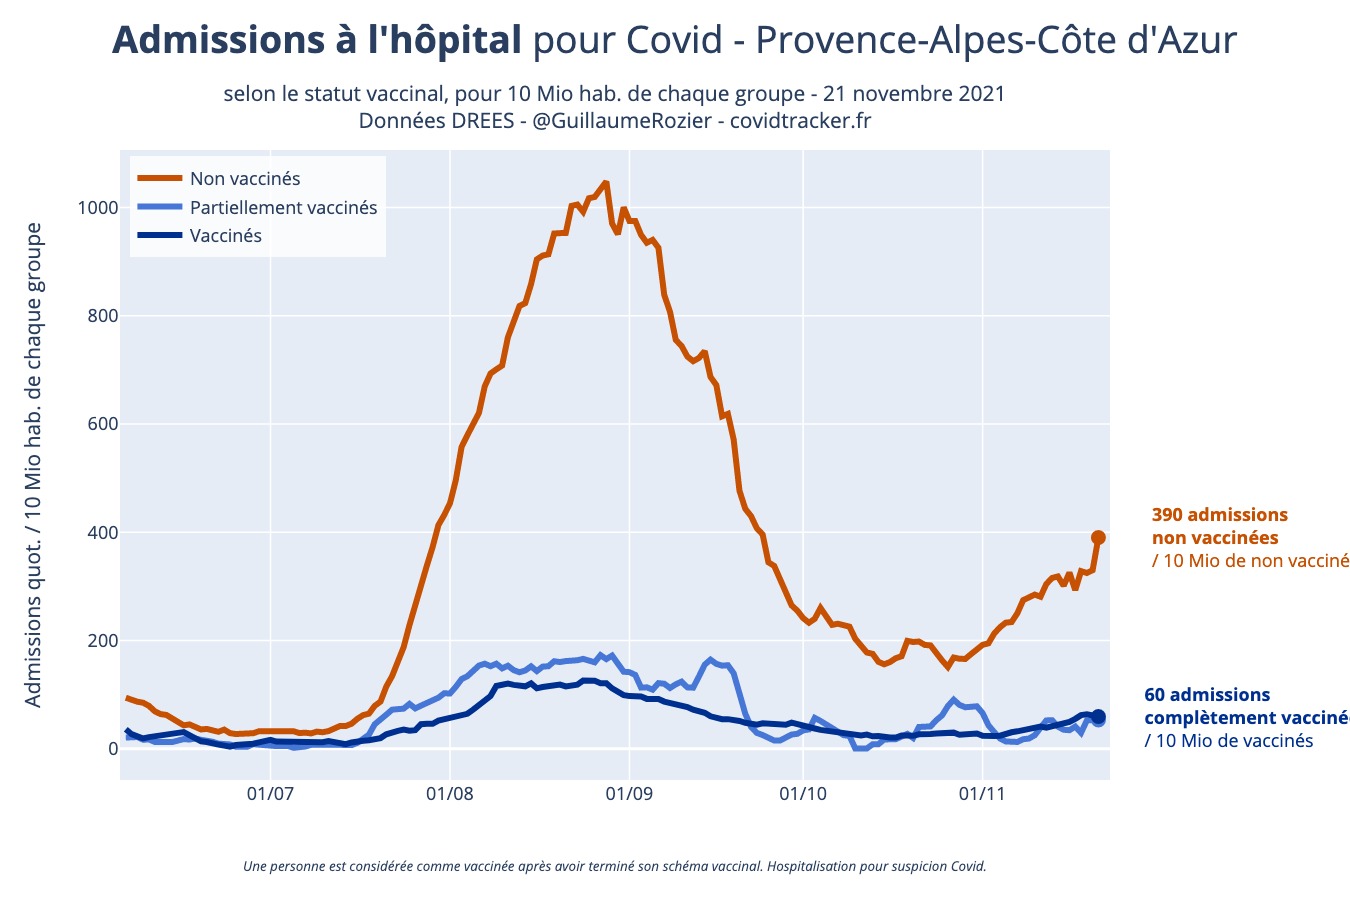 Admissions à l'hôpital pour Covid - Provence-Alpes-Côte d'Azur
selon le statut vaccinal, pour 10 Mio hab. de chaque groupe - 21 novembre 2021
Données DREES - @GuillaumeRozier - covidtracker.fr
Admissions quot. / 10 Mio hab. de chaque groupe
Non vaccinés
Partiellement vaccinés
Vaccinés
1000
800
600
400
200
0
390 admissions
non vaccinées
/ 10 Mio de non vacciné
60 admissions
complètement vacciné
/ 10 Mio de vaccinés
01/07
01/08
01/09
01/10
01/11
Une personne est considérée comme vaccinée après avoir terminé son schéma vaccinal. Hospitalisation pour suspicion Covid.